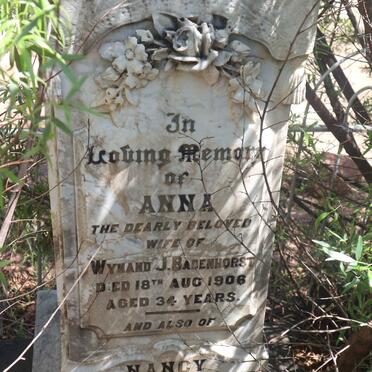 In
Loving Memory
of
ANNA
THE DEARLY BELOVED
WIFE OF
WYNAND J. BADENHORST
DIED 18TH AUG 1906
AGED 34 YEARS.
AND ALSO OF
NANCY